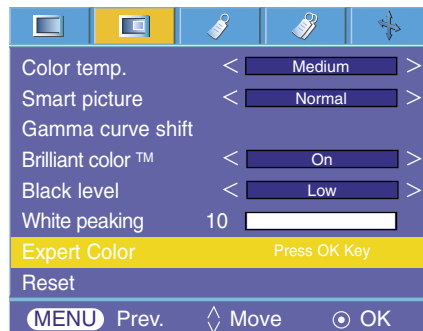 Color temp. < Medium >
Smart picture < Normal >
Gamma curve shift
Brilliant color ™ < On >
Black level < Low >
White peaking 10
Expert Color Press OK Key
Reset
MENU Prev. Move OK